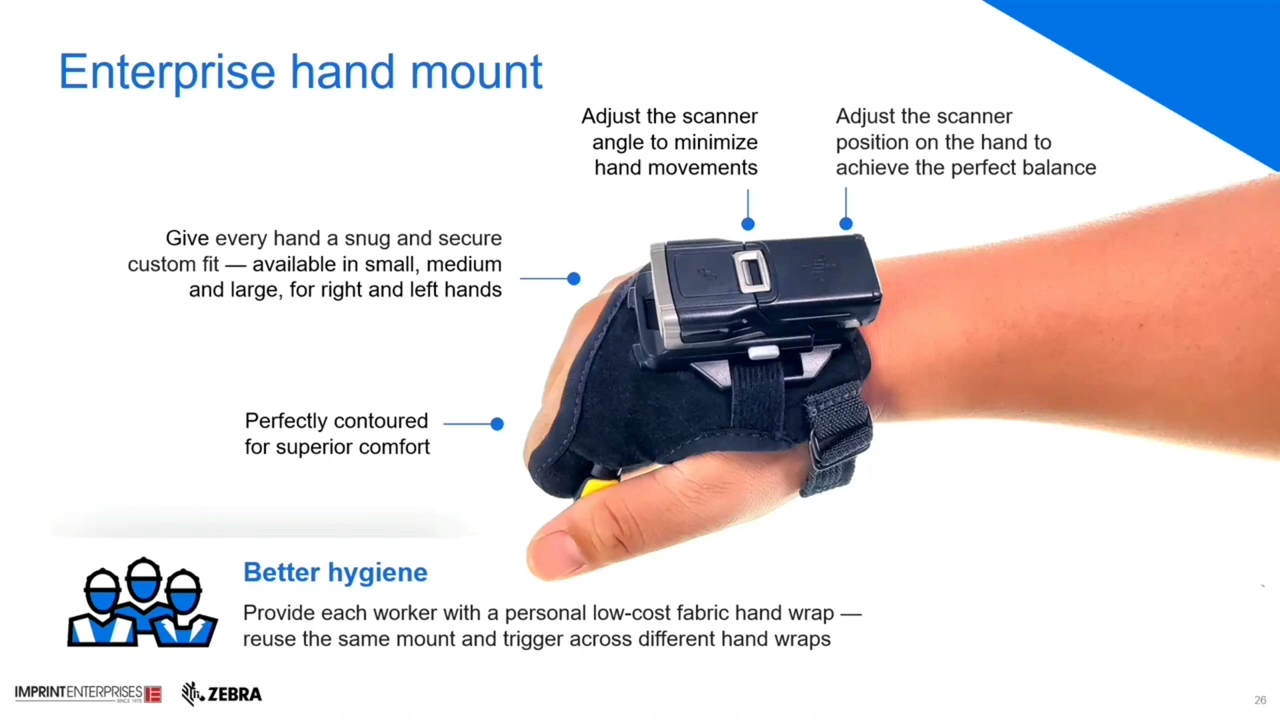 Enterprise hand mount
Adjust the scanner
angle to minimize
hand movements
Adjust the scanner
position on the hand to
achieve the perfect balance
Give every hand a snug and secure
custom fit — available in small, medium
and large, for right and left hands
Perfectly contoured
for superior comfort
Better hygiene
Provide each worker with a personal low-cost fabric hand wrap —
reuse the same mount and trigger across different hand wraps
IMPRINTENTERPRISES
SINCE 1970
ZEBRA
26